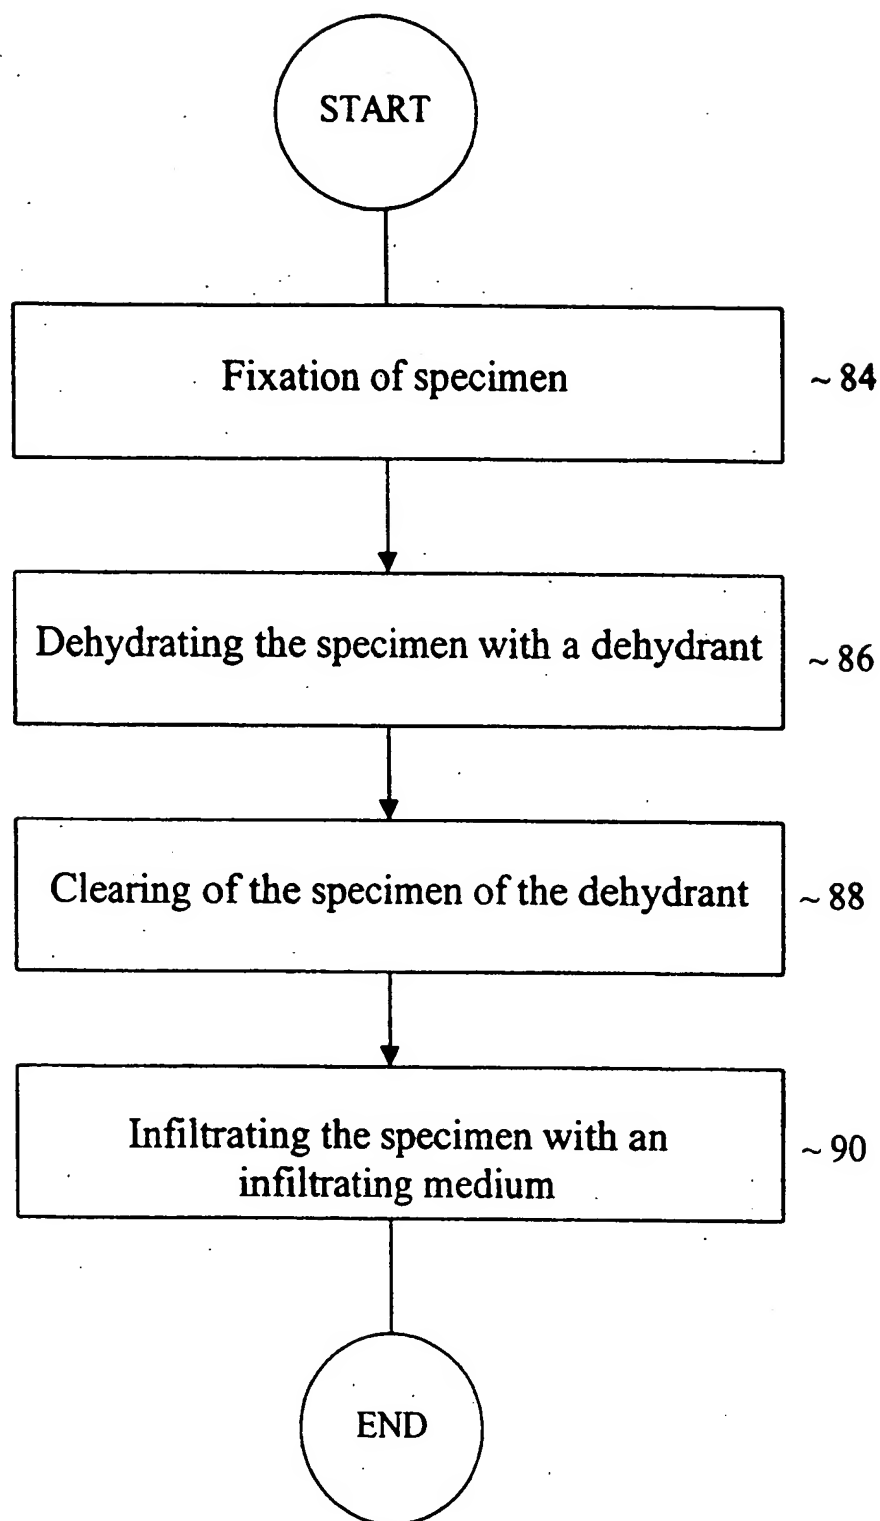 START
Fixation of specimen
~ 84
Dehydrating the specimen with a dehydrant
~ 86
Clearing of the specimen of the dehydrant
~ 88
Infiltrating the specimen with an
infiltrating medium
~ 90
END